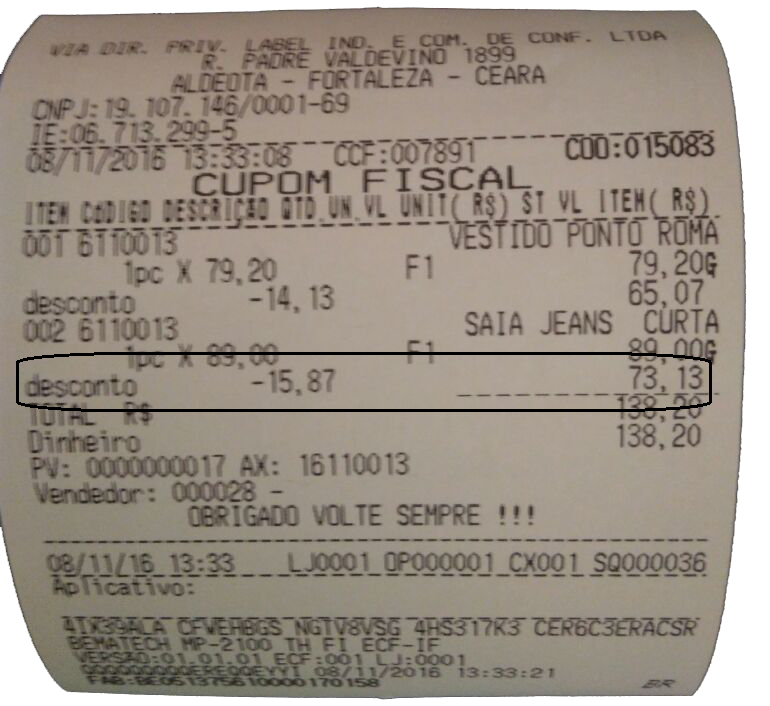 VIA DIR. PRIV. LABEL IND. E COM. DE CONF. LTDA
R. PADRE VALDEVINO 1899
ALDEOTA - FORTALEZA - CEARA
CNPJ:19.107.146/0001-69
IE:06.713.299-5
08/11/2016 13:33:08 CCF:007891 COO:015083
CUPOM FISCAL
ITEM CÓDIGO DESCRIÇÃO QTD.UN.VL UNIT( R$) ST VL ITEM( R$)
001 6110013 VESTIDO PONTO ROMA
1pc X 79,20 F1 79,20G
desconto -14,13 65,07
002 6110013 SAIA JEANS CURTA
1pc X 89,00 F1 89,00G
desconto -15,87 73,13
TOTAL R$ 138,20
Dinheiro 138,20
PV: 0000000017 AX: 16110013
Vendedor: 000028 -
OBRIGADO VOLTE SEMPRE !!!
08/11/16 13:33 LJ0001 OP000001 CX001 SQ000036
Aplicativo:
4TX39ALA CFVEHBGS NGTV8VSG 4HS317K3 CER6C3ERACSR
BEMATECH MP-2100 TH FI ECF-IF
VERSÃO:01.01.01 ECF:001 LJ:0001
08/11/2016 13:33:21
FAB:BE051375610000170158 BR